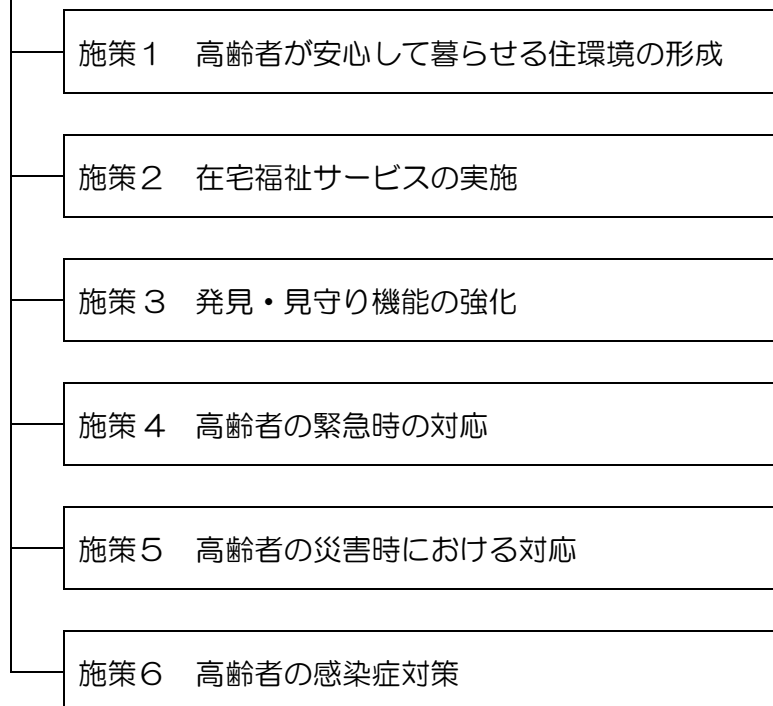 施策１　高齢者が安心して暮らせる住環境の形成
施策２　在宅福祉サービスの実施
施策３　発見・見守り機能の強化
施策４　高齢者の緊急時の対応
施策５　高齢者の災害時における対応
施策６　高齢者の感染症対策